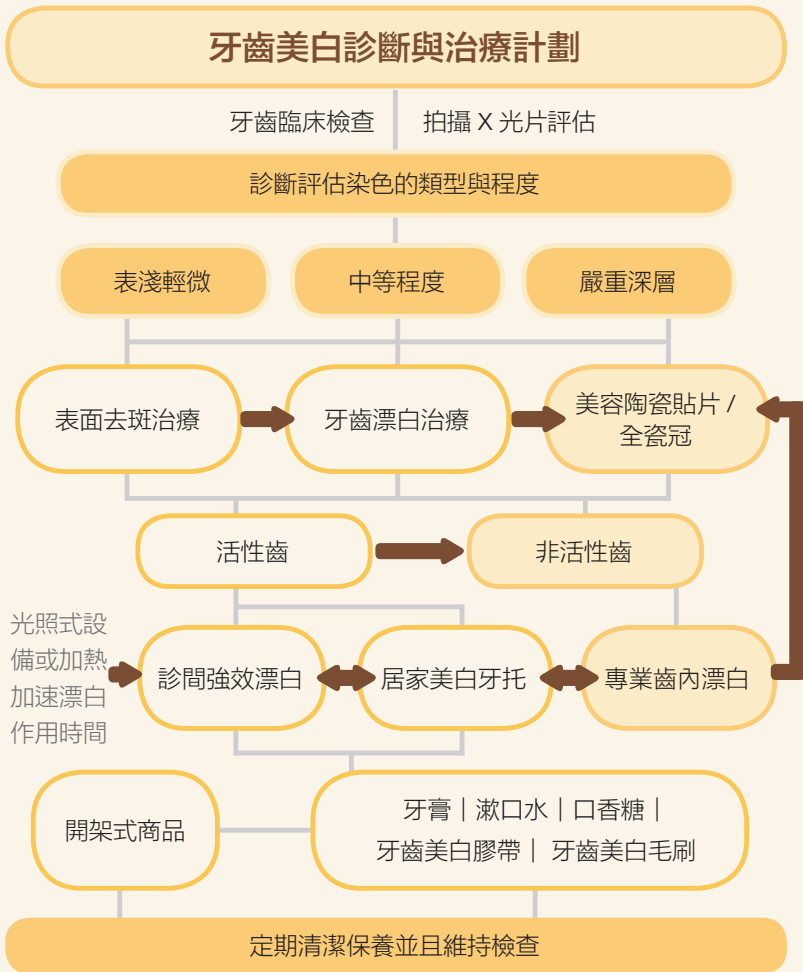 牙齒美白診斷與治療計劃
牙齒臨床檢查
拍攝 X 光片評估
診斷評估染色的類型與程度
表淺輕微
中等程度
嚴重深層
表面去斑治療
牙齒漂白治療
美容陶瓷貼片 /
全瓷冠
活性齒
非活性齒
光照式設
備或加熱
加速漂白
作用時間
診間強效漂白
居家美白牙托
專業齒內漂白
開架式商品
牙膏｜漱口水｜口香糖｜
牙齒美白膠帶｜ 牙齒美白毛刷
定期清潔保養並且維持檢查